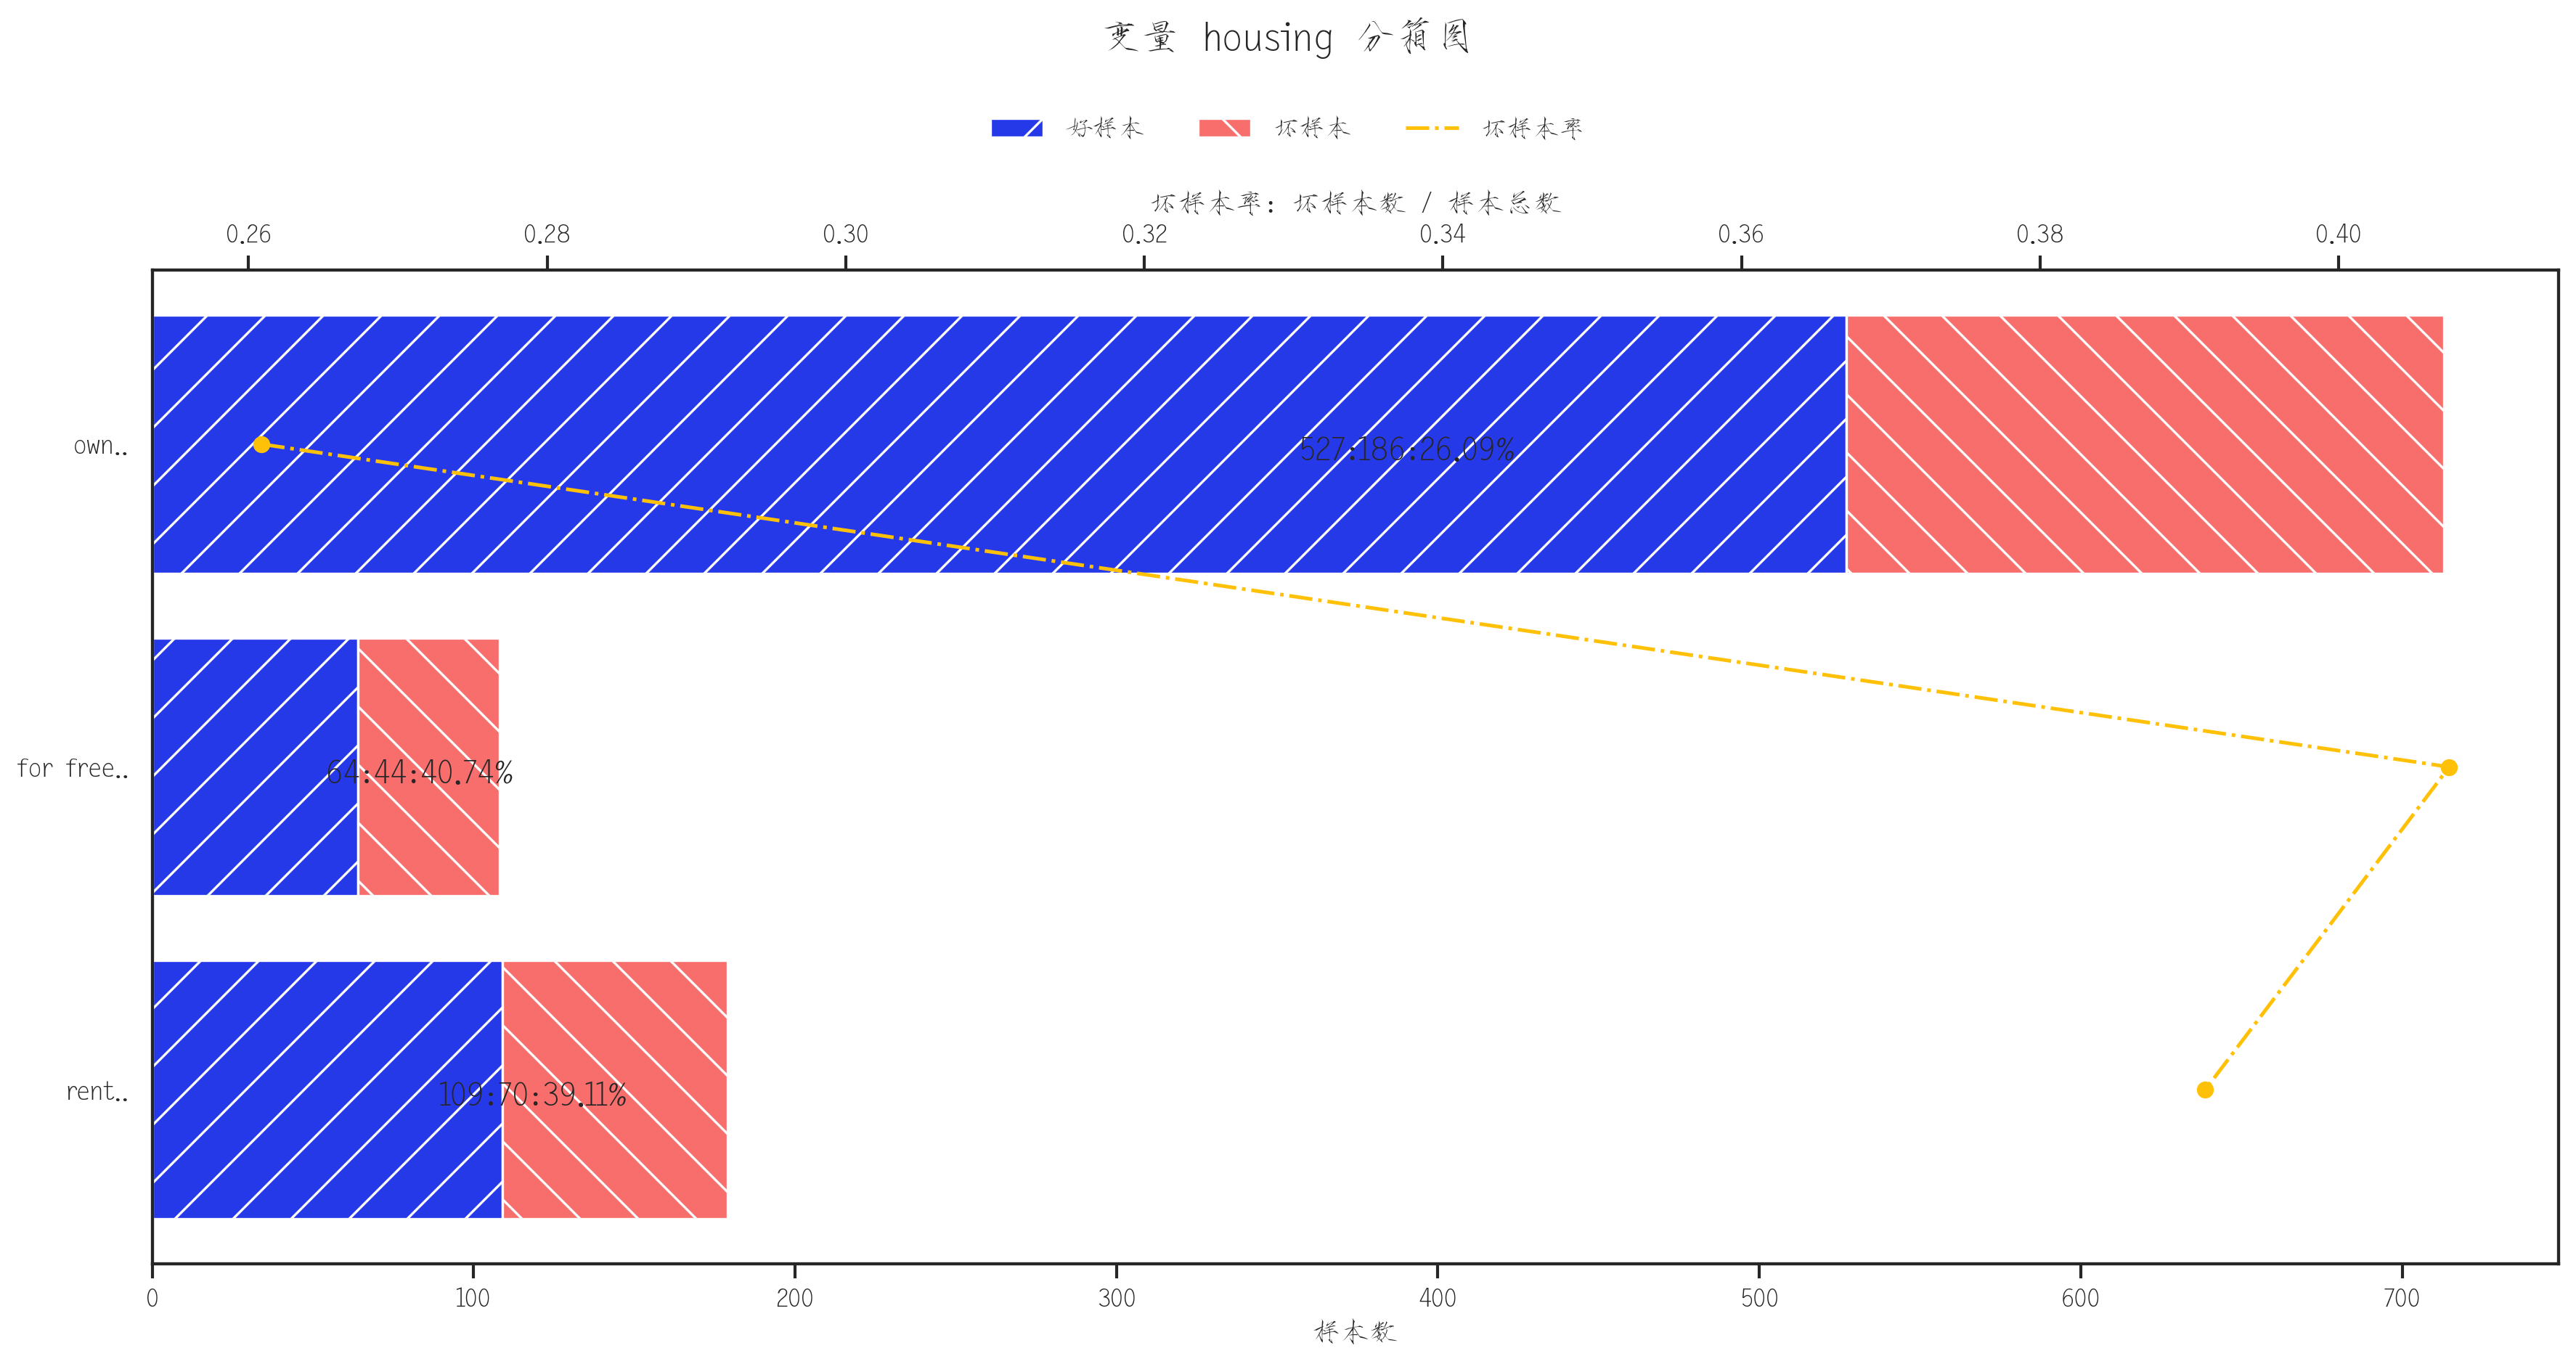 变量 housing 分箱图
好样本 坏样本 坏样本率
坏样本率: 坏样本数 / 样本总数
0.26 0.28 0.30 0.32 0.34 0.36 0.38 0.40
own..
527:186:26.09%
for free..
64:44:40.74%
rent..
109:70:39.11%
0 100 200 300 400 500 600 700
样本数